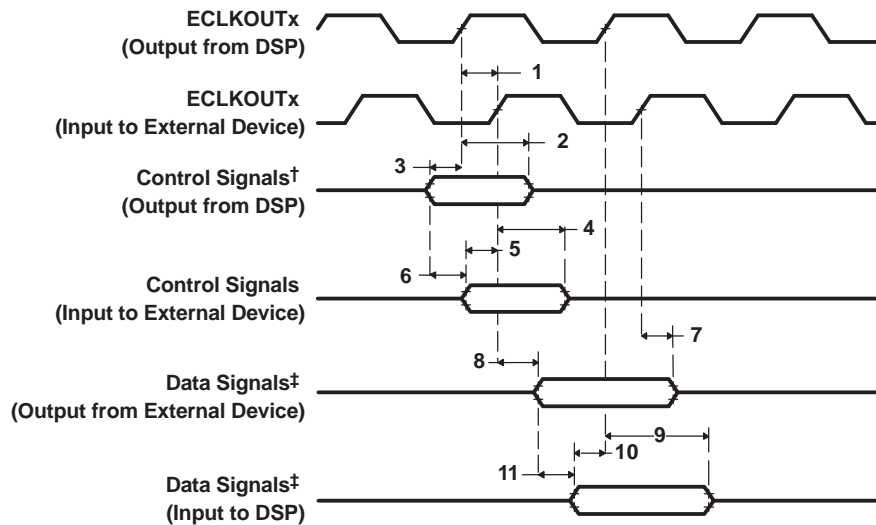 ECLKOUTx
(Output from DSP)
1
ECLKOUTx
(Input to External Device)
2
3
Control Signals†
(Output from DSP)
4
5
6
Control Signals
(Input to External Device)
7
8
Data Signals‡
(Output from External Device)
9
10
11
Data Signals‡
(Input to DSP)